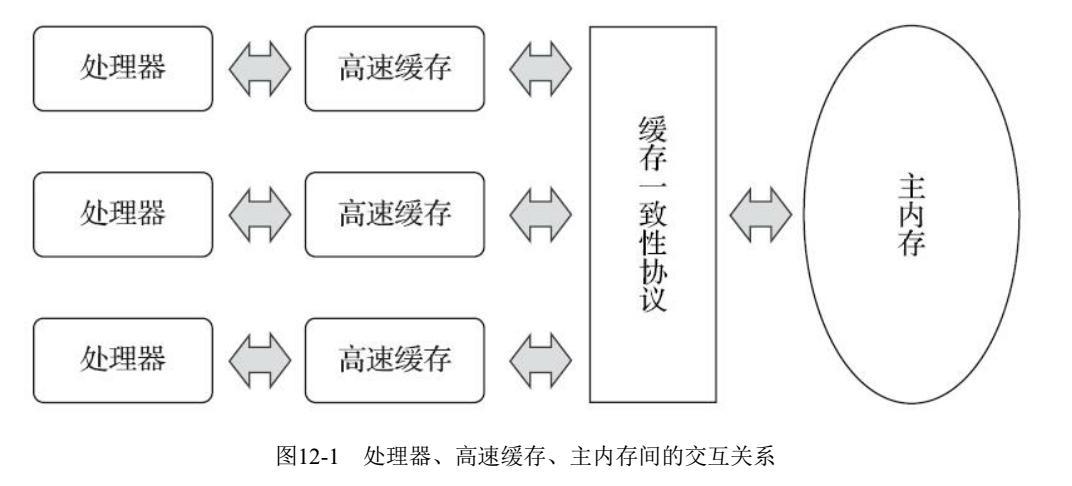 处理器
高速缓存
处理器
高速缓存
处理器
高速缓存
缓存一致性协议
主内存
图12-1 处理器、高速缓存、主内存间的交互关系